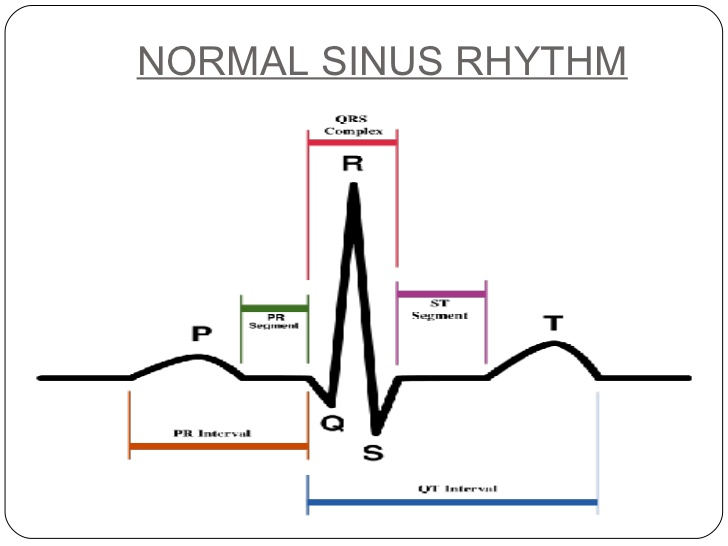 NORMAL SINUS RHYTHM
QRS
Complex
R
PR
Segment
ST
Segment
P
T
Q
S
PR Interval
QT Interval